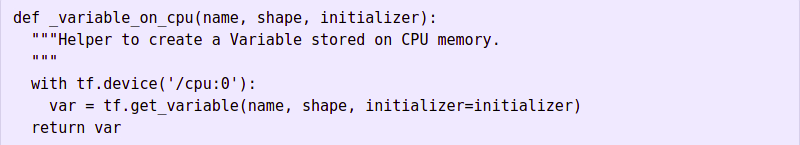 def _variable_on_cpu(name, shape, initializer):
  """Helper to create a Variable stored on CPU memory.
  """
  with tf.device('/cpu:0'):
    var = tf.get_variable(name, shape, initializer=initializer)
  return var